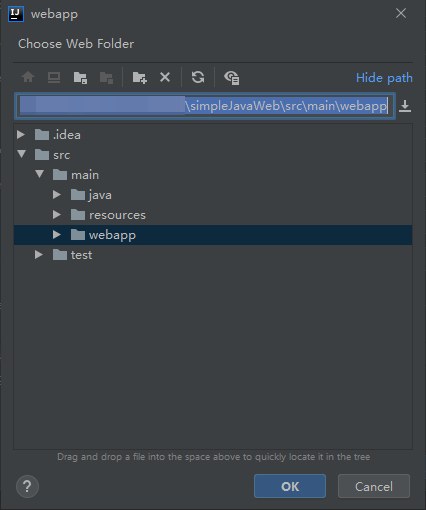 IJ webapp
Choose Web Folder
Hide path
\simpleJavaWeb\src\main\webapp
.idea
src
main
java
resources
webapp
test
Drag and drop a file into the space above to quickly locate it in the tree
?
OK
Cancel